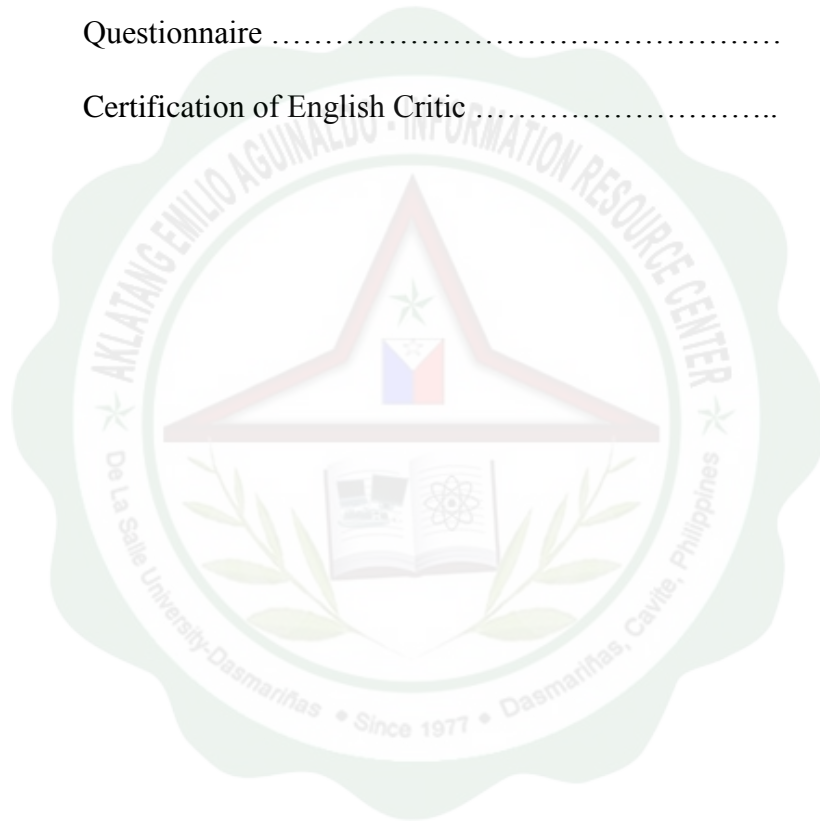 Questionnaire …………………………………………
Certification of English Critic ………………………..
AKLATANG EMILIO AGUINALDO - INFORMATION RESOURCE CENTER
De La Salle University-Dasmariñas • Since 1977 • Dasmariñas, Cavite, Philippines